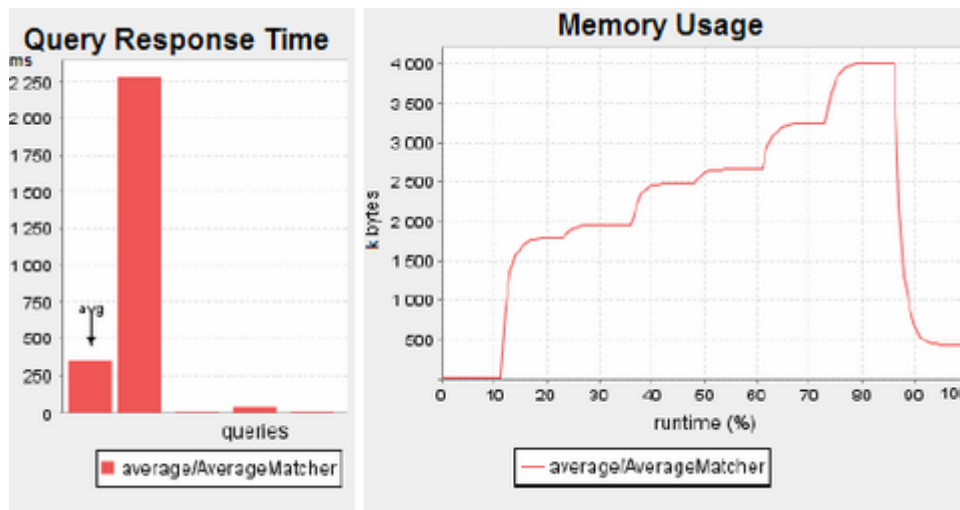 Query Response Time
ms
2 250
2 000
1 750
1 500
1 250
1 000
750
500
250
0
avg
queries
average/AverageMatcher
Memory Usage
k bytes
4 000
3 500
3 000
2 500
2 000
1 500
1 000
500
0 10 20 30 40 50 60 70 80 90 100
runtime (%)
average/AverageMatcher